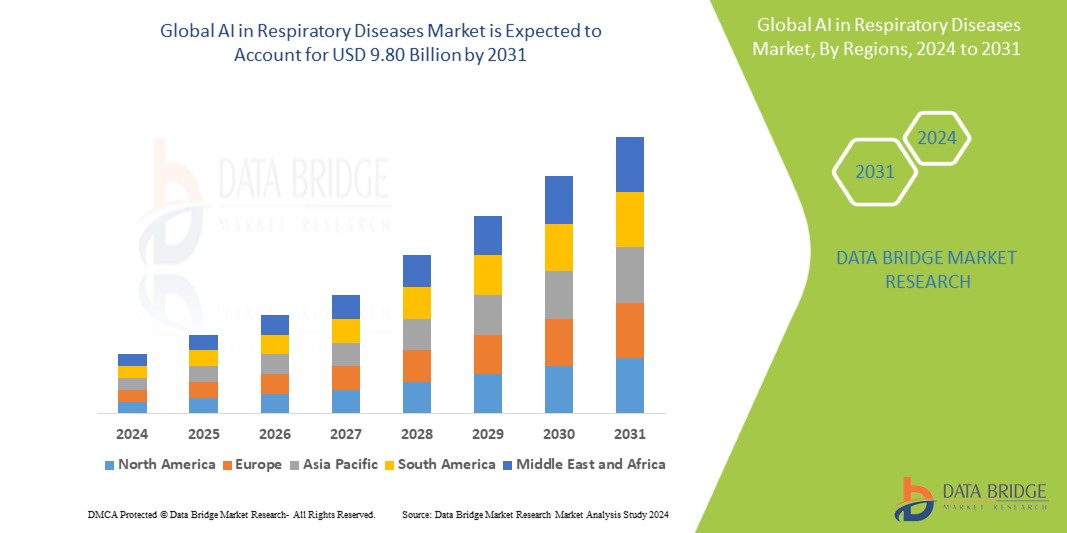 Global AI in Respiratory Diseases Market is Expected to
Account for USD 9.80 Billion by 2031
Global AI in Respiratory Diseases
Market, By Regions, 2024 to 2031
2024
2031
DATA BRIDGE MARKET
RESEARCH
DATA BRIDGE
MARKET RESEARCH
2024 2025 2026 2027 2028 2029 2030 2031
North America Europe Asia Pacific South America Middle East and Africa
DMCA Protected © Data Bridge Market Research- All Rights Reserved. Source: Data Bridge Market Research Market Analysis Study 2024
DATA BRIDGE
MARKET RESEARCH